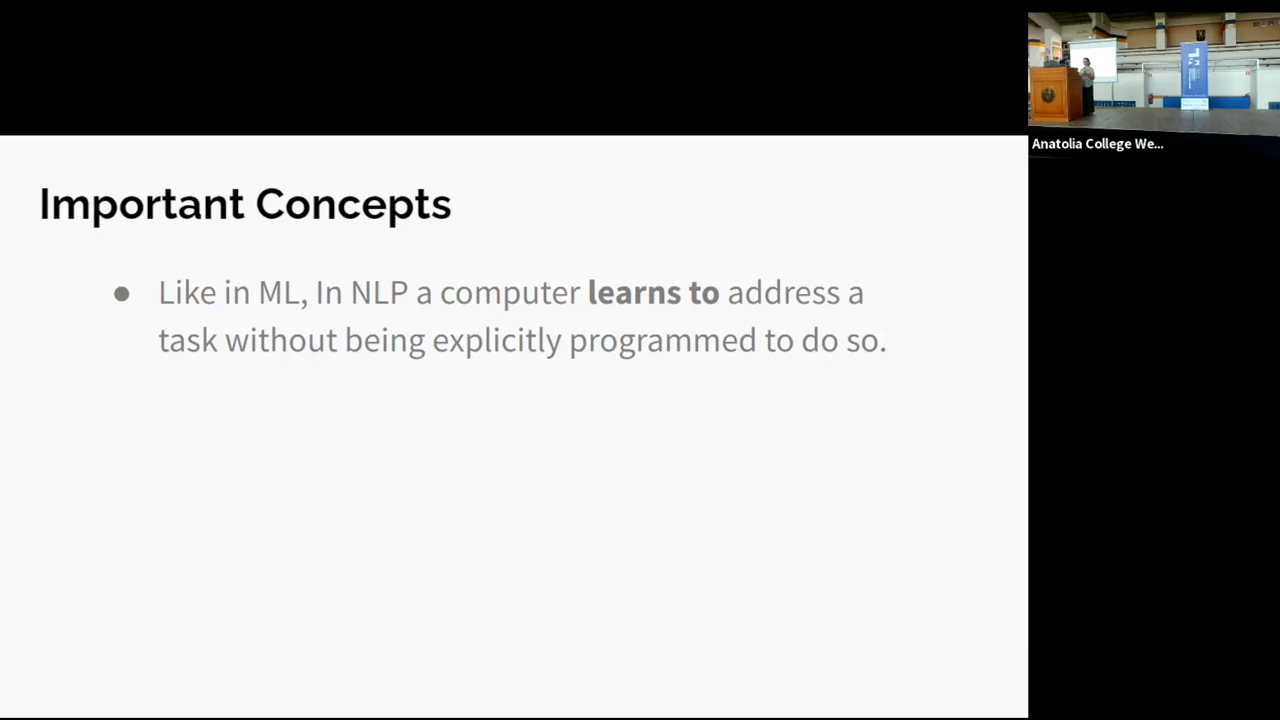 Important Concepts
● Like in ML, In NLP a computer learns to address a
task without being explicitly programmed to do so.
Anatolia College We...